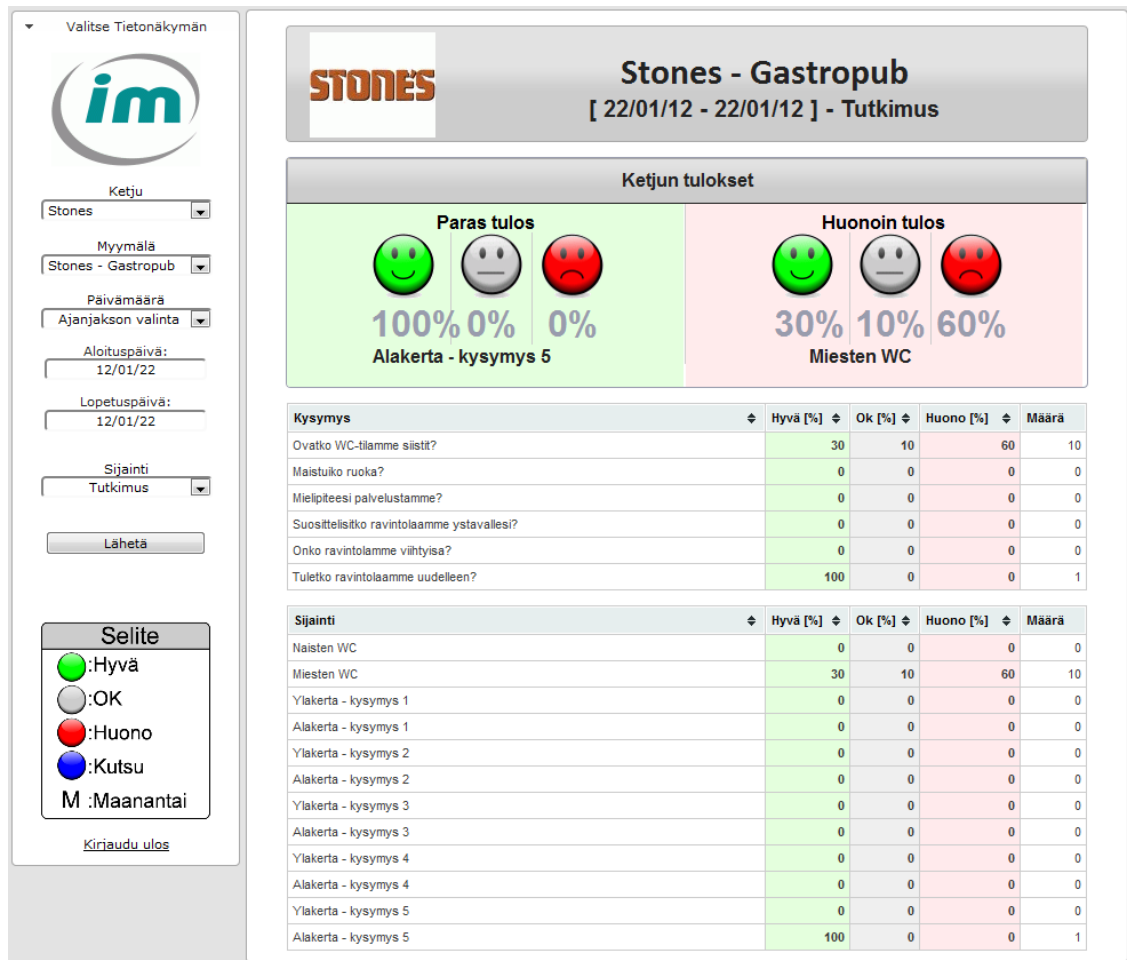 Valitse Tietonäkymän
im
Ketju
Stones
Myymälä
Stones - Gastropub
Päivämäärä
Ajanjakson valinta
Aloituspäivä:
12/01/22
Lopetuspäivä:
12/01/22
Sijainti
Tutkimus
Lähetä
Selite
:Hyvä
:OK
:Huono
:Kutsu
M :Maanantai
Kirjaudu ulos
STONE'S
Stones - Gastropub
[ 22/01/12 - 22/01/12 ] - Tutkimus
Ketjun tulokset
Paras tulos
100% 0% 0%
Alakerta - kysymys 5
Huonoin tulos
30% 10% 60%
Miesten WC
Kysymys Hyvä [%] Ok [%] Huono [%] Määrä
Ovatko WC-tilamme siistit? 30 10 60 10
Maistuiko ruoka? 0 0 0 0
Mielipiteesi palvelustamme? 0 0 0 0
Suosittelisitko ravintolaamme ystavallesi? 0 0 0 0
Onko ravintolamme viihtyisa? 0 0 0 0
Tuletko ravintolaamme uudelleen? 100 0 0 1
Sijainti Hyvä [%] Ok [%] Huono [%] Määrä
Naisten WC 0 0 0 0
Miesten WC 30 10 60 10
Ylakerta - kysymys 1 0 0 0 0
Alakerta - kysymys 1 0 0 0 0
Ylakerta - kysymys 2 0 0 0 0
Alakerta - kysymys 2 0 0 0 0
Ylakerta - kysymys 3 0 0 0 0
Alakerta - kysymys 3 0 0 0 0
Ylakerta - kysymys 4 0 0 0 0
Alakerta - kysymys 4 0 0 0 0
Ylakerta - kysymys 5 0 0 0 0
Alakerta - kysymys 5 100 0 0 1